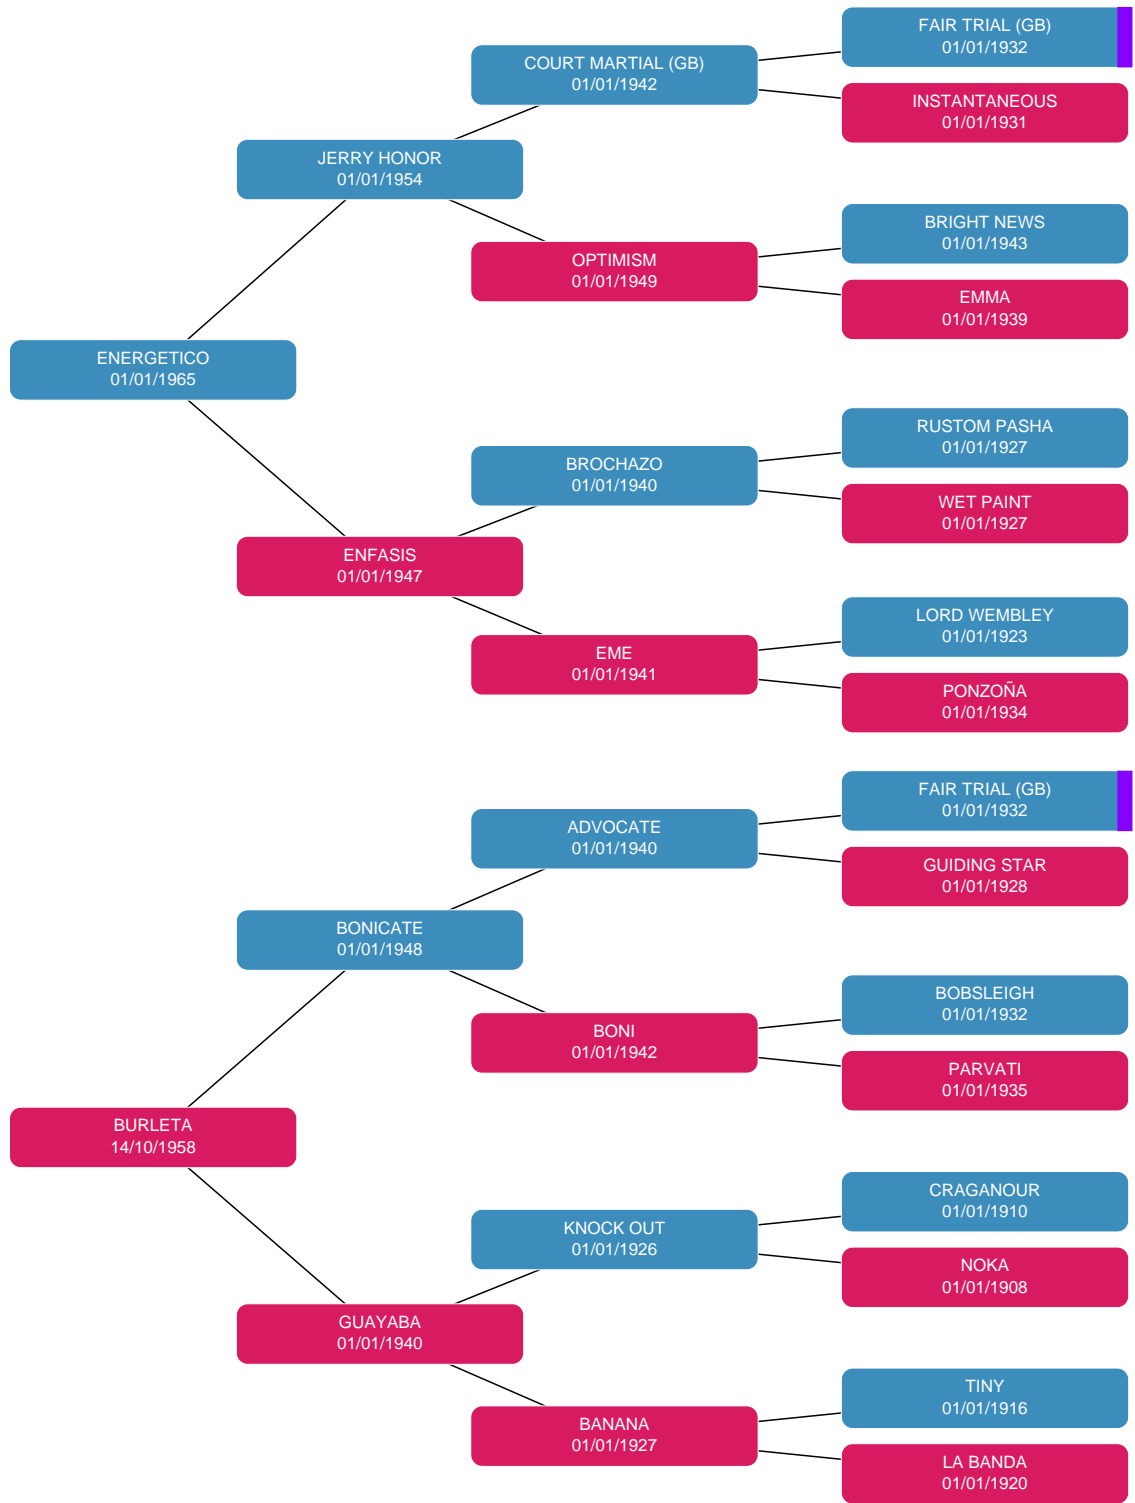 FAIR TRIAL (GB)
01/01/1932
COURT MARTIAL (GB)
01/01/1942
INSTANTANEOUS
01/01/1931
JERRY HONOR
01/01/1954
BRIGHT NEWS
01/01/1943
OPTIMISM
01/01/1949
EMMA
01/01/1939
ENERGETICO
01/01/1965
RUSTOM PASHA
01/01/1927
BROCHAZO
01/01/1940
WET PAINT
01/01/1927
ENFASIS
01/01/1947
LORD WEMBLEY
01/01/1923
EME
01/01/1941
PONZOÑA
01/01/1934
FAIR TRIAL (GB)
01/01/1932
ADVOCATE
01/01/1940
GUIDING STAR
01/01/1928
BONICATE
01/01/1948
BOBSLEIGH
01/01/1932
BONI
01/01/1942
PARVATI
01/01/1935
BURLETA
14/10/1958
CRAGANOUR
01/01/1910
KNOCK OUT
01/01/1926
NOKA
01/01/1908
GUAYABA
01/01/1940
TINY
01/01/1916
BANANA
01/01/1927
LA BANDA
01/01/1920